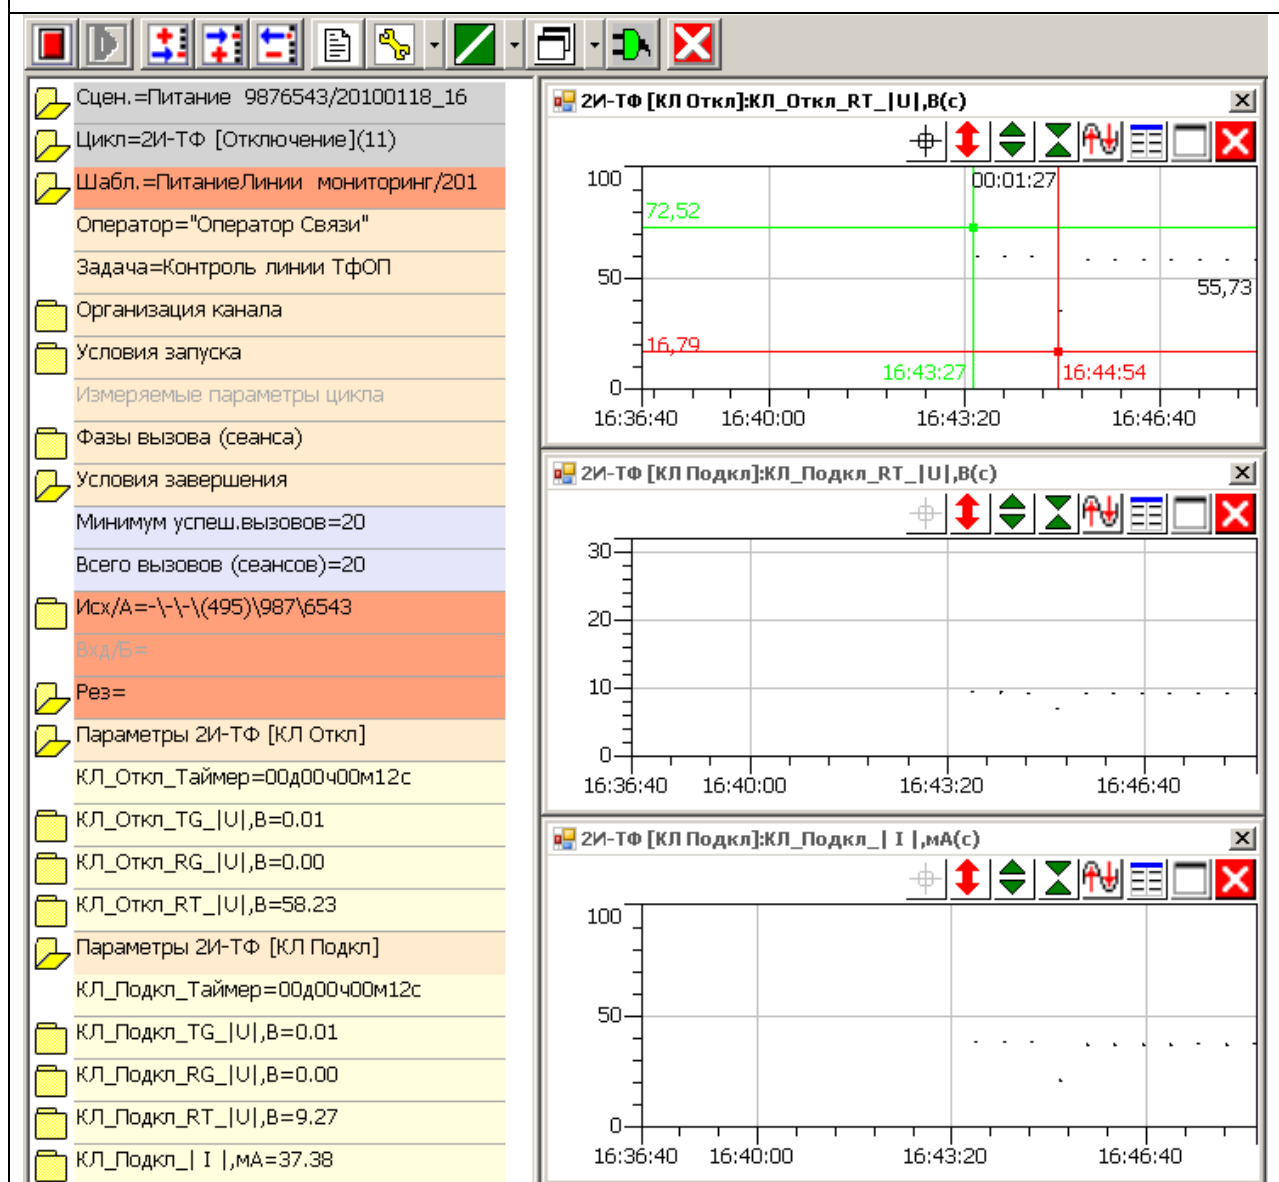 Сцен.=Питание 9876543/20100118_16
Цикл=2И-ТФ [Отключение](11)
Шабл.=ПитаниеЛинии мониторинг/201
Оператор="Оператор Связи"
Задача=Контроль линии ТфОП
Организация канала
Условия запуска
Измеряемые параметры цикла
Фазы вызова (сеанса)
Условия завершения
Минимум успеш.вызовов=20
Всего вызовов (сеансов)=20
Исх/А=-\-\-\(495)\987\6543
Вхд/Б=
Рез=
Параметры 2И-ТФ [КЛ Откл]
КЛ_Откл_Таймер=00д00ч00м12с
КЛ_Откл_TG_|U|,В=0.01
КЛ_Откл_RG_|U|,В=0.00
КЛ_Откл_RT_|U|,В=58.23
Параметры 2И-ТФ [КЛ Подкл]
КЛ_Подкл_Таймер=00д00ч00м12с
КЛ_Подкл_TG_|U|,В=0.01
КЛ_Подкл_RG_|U|,В=0.00
КЛ_Подкл_RT_|U|,В=9.27
КЛ_Подкл_| I |,мА=37.38
2И-ТФ [КЛ Откл]:КЛ_Откл_RT_|U|,В(с)
100
00:01:27
72,52
50
55,73
16,79
16:43:27
16:44:54
0
16:36:40 16:40:00 16:43:20 16:46:40
2И-ТФ [КЛ Подкл]:КЛ_Подкл_RT_|U|,В(с)
30
20
10
0
16:36:40 16:40:00 16:43:20 16:46:40
2И-ТФ [КЛ Подкл]:КЛ_Подкл_| I |,мА(с)
100
50
0
16:36:40 16:40:00 16:43:20 16:46:40